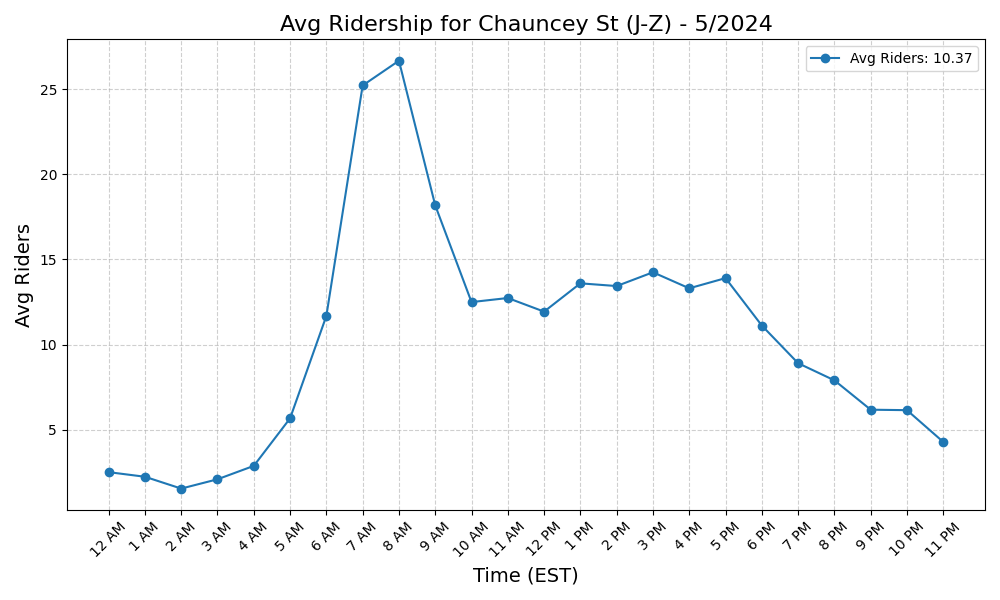 Avg Ridership for Chauncey St (J-Z) - 5/2024
Avg Riders: 10.37
Avg Riders
25
20
15
10
5
12 AM
1 AM
2 AM
3 AM
4 AM
5 AM
6 AM
7 AM
8 AM
9 AM
10 AM
11 AM
12 PM
1 PM
2 PM
3 PM
4 PM
5 PM
6 PM
7 PM
8 PM
9 PM
10 PM
11 PM
Time (EST)